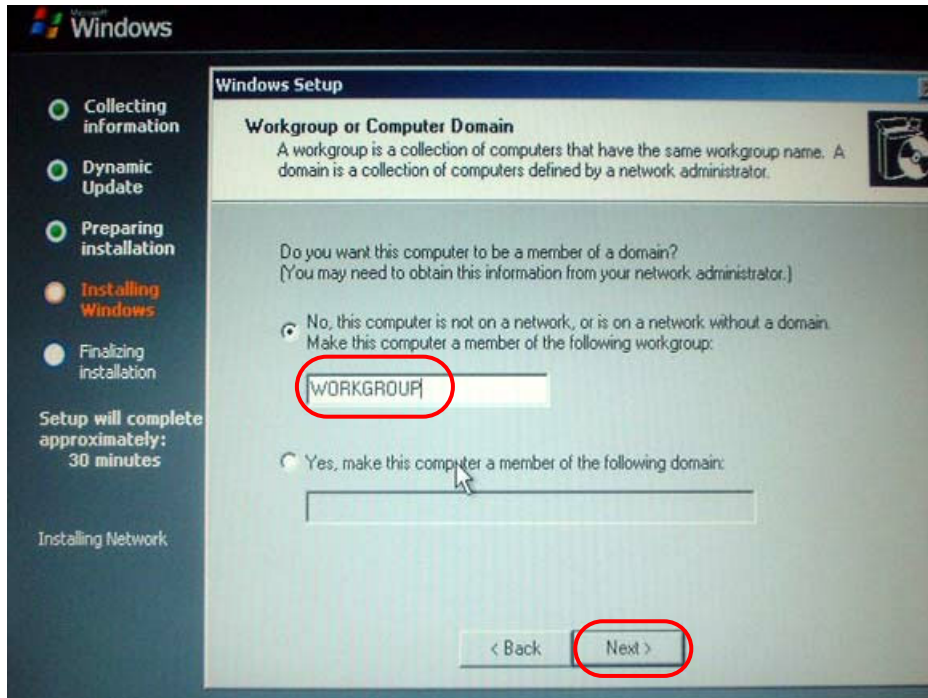 Microsoft
Windows
Collecting
information
Dynamic
Update
Preparing
installation
Installing
Windows
Finalizing
installation
Setup will complete
approximately:
30 minutes
Installing Network
Windows Setup
Workgroup or Computer Domain
A workgroup is a collection of computers that have the same workgroup name. A
domain is a collection of computers defined by a network administrator.
Do you want this computer to be a member of a domain?
(You may need to obtain this information from your network administrator.)
No, this computer is not on a network, or is on a network without a domain.
Make this computer a member of the following workgroup:
WORKGROUP
Yes, make this computer a member of the following domain:
< Back
Next >